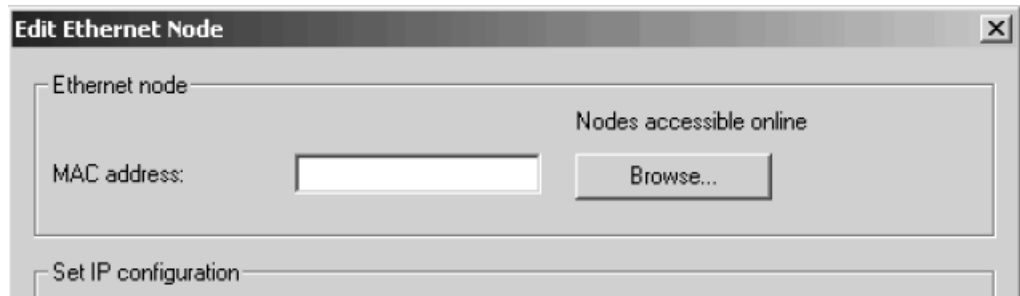 Edit Ethernet Node
Ethernet node
Nodes accessible online
MAC address:
Browse...
Set IP configuration